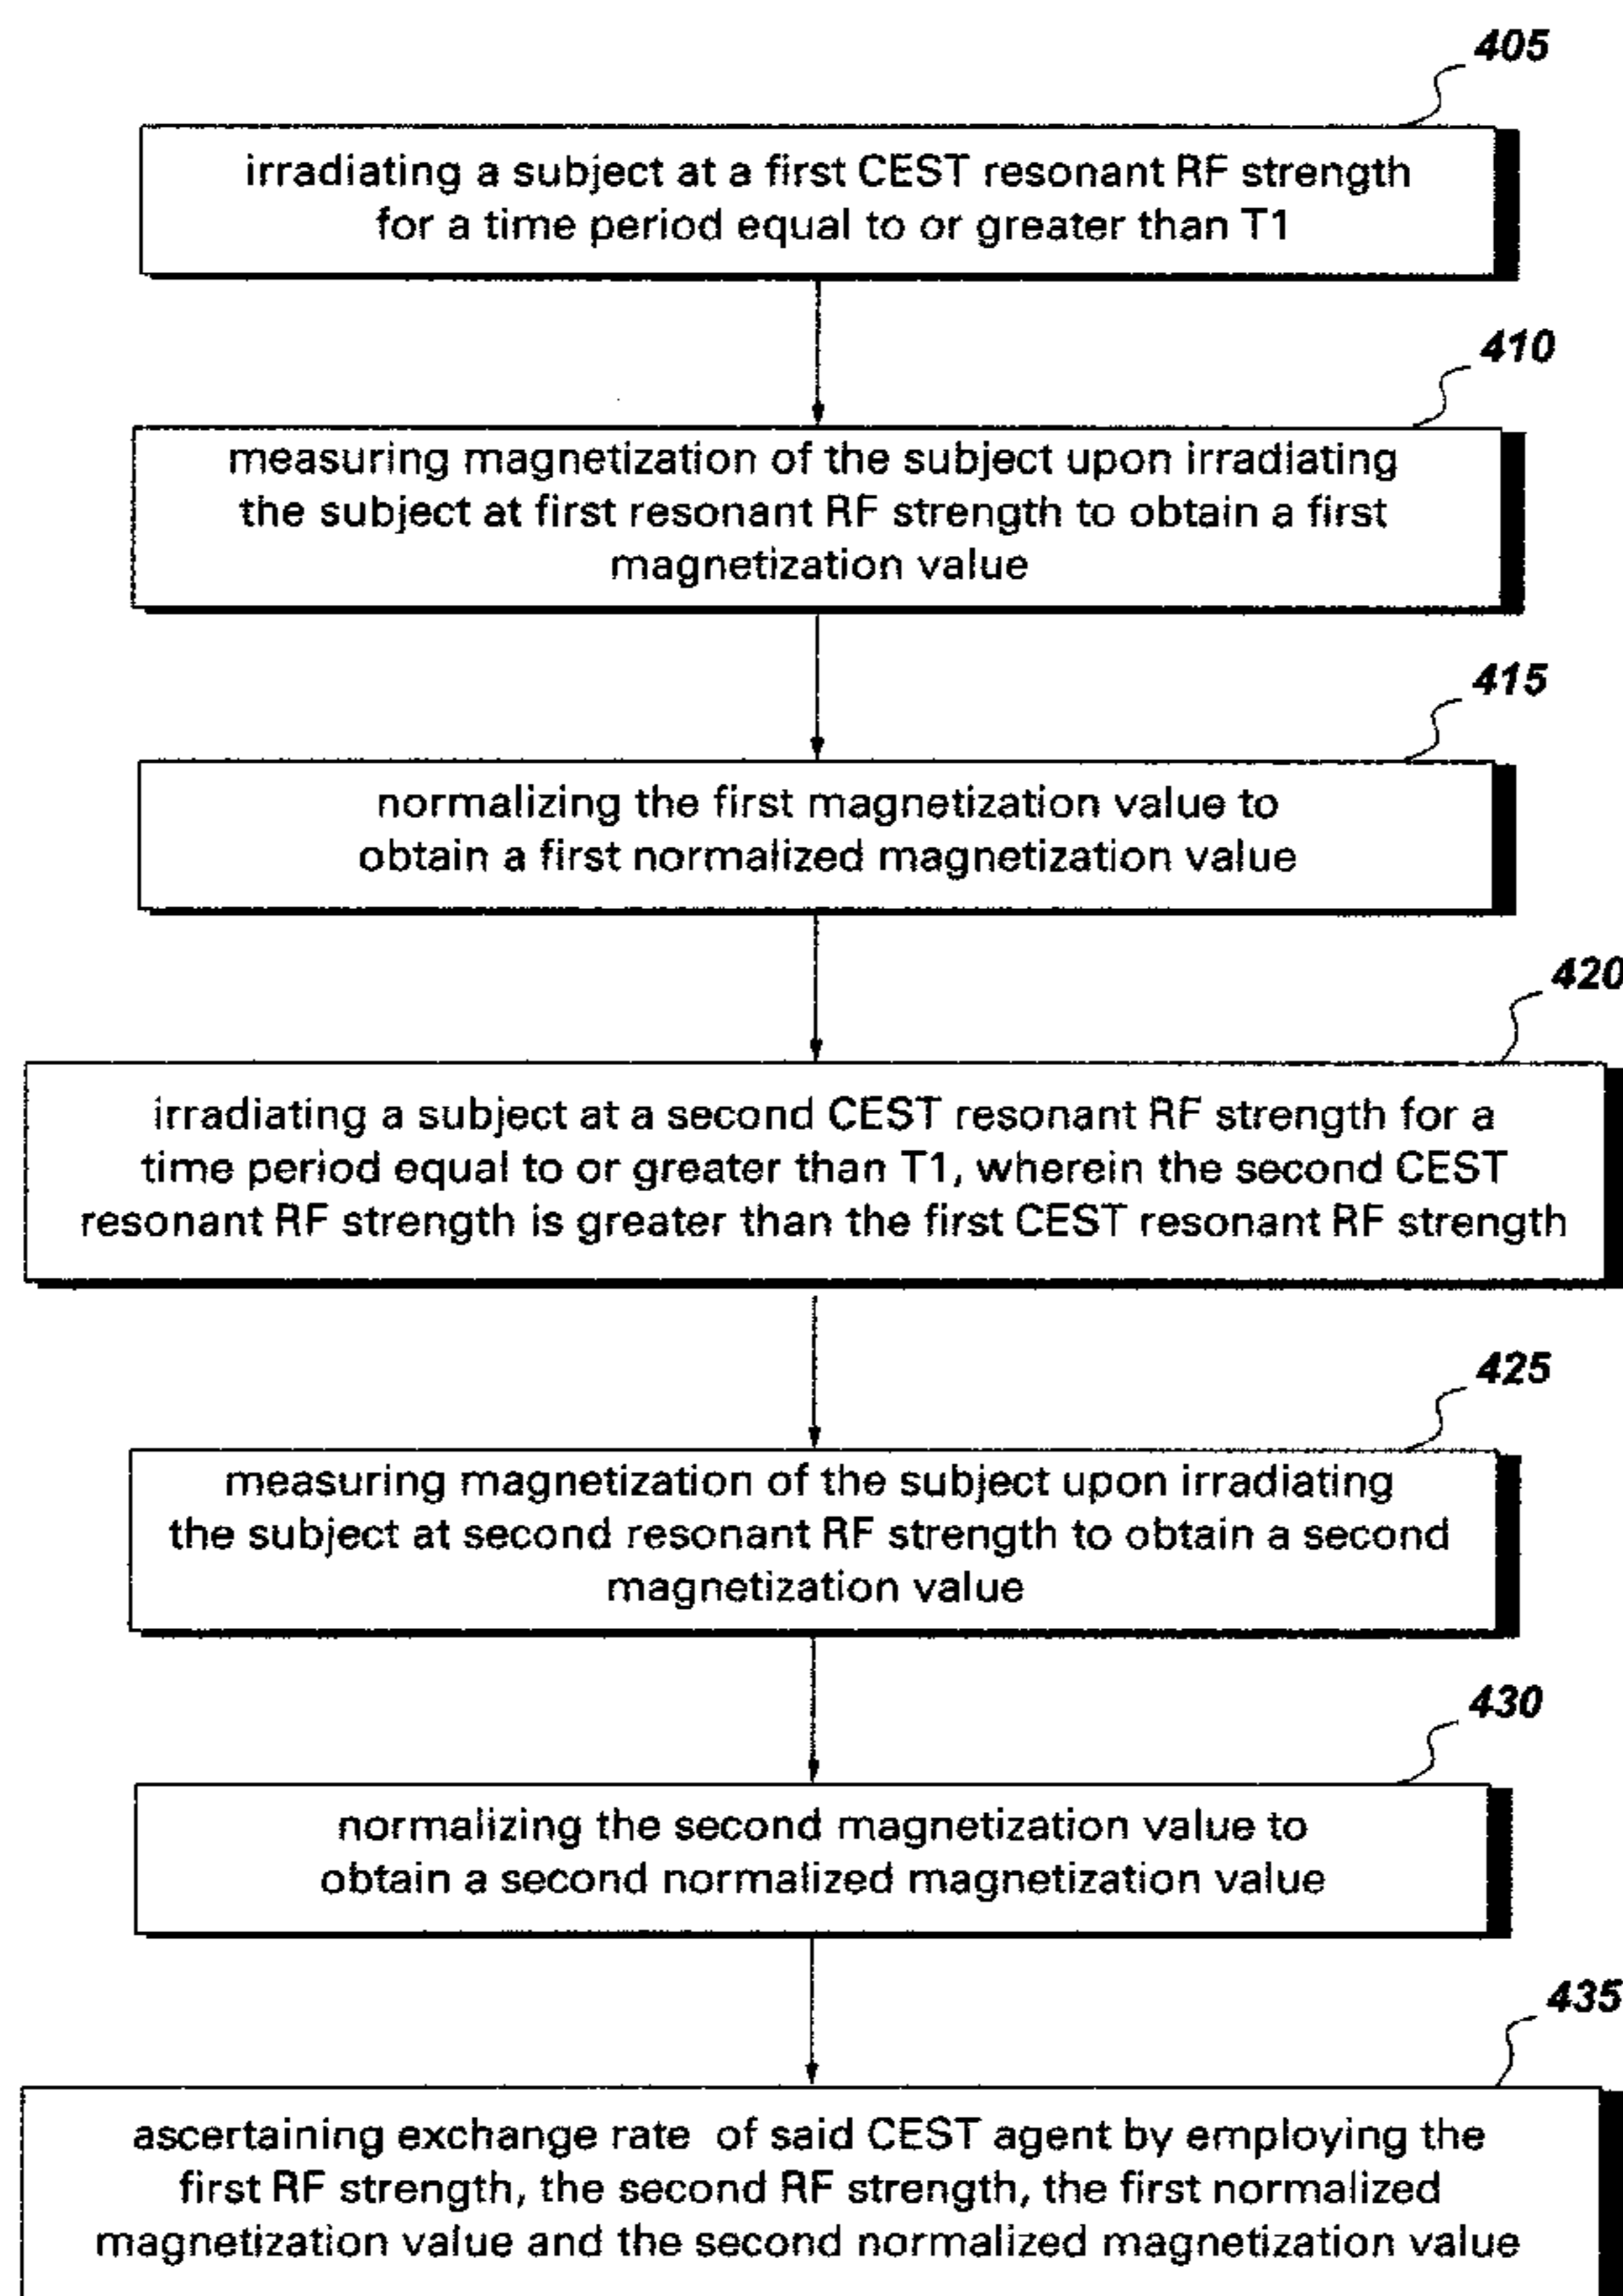 405
irradiating a subject at a first CEST resonant RF strength
for a time period equal to or greater than T1
410
measuring magnetization of the subject upon irradiating
the subject at first resonant RF strength to obtain a first
magnetization value
415
normalizing the first magnetization value to
obtain a first normalized magnetization value
420
irradiating a subject at a second CEST resonant RF strength for a
time period equal to or greater than T1, wherein the second CEST
resonant RF strength is greater than the first CEST resonant RF strength
425
measuring magnetization of the subject upon irradiating
the subject at second resonant RF strength to obtain a second
magnetization value
430
normalizing the second magnetization value to
obtain a second normalized magnetization value
435
ascertaining exchange rate of said CEST agent by employing the
first RF strength, the second RF strength, the first normalized
magnetization value and the second normalized magnetization value